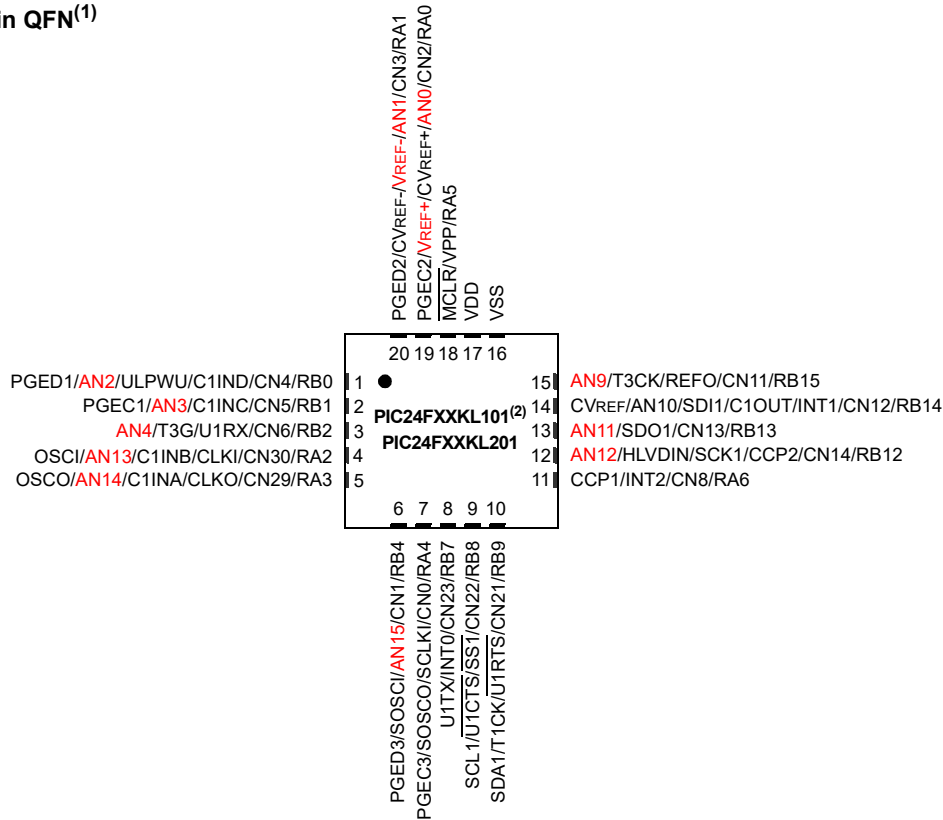 in QFN(1)
PGED2/CVREF-/VREF-/AN1/CN3/RA1
PGEC2/VREF+/CVREF+/AN0/CN2/RA0
MCLR/VPP/RA5
VDD
VSS
20 19 18 17 16
PGED1/AN2/ULPWU/C1IND/CN4/RB0 1
PGEC1/AN3/C1INC/CN5/RB1 2
AN4/T3G/U1RX/CN6/RB2 3
OSCI/AN13/C1INB/CLKI/CN30/RA2 4
OSCO/AN14/C1INA/CLKO/CN29/RA3 5
PIC24FXXKL101(2)
PIC24FXXKL201
15 AN9/T3CK/REFO/CN11/RB15
14 CVREF/AN10/SDI1/C1OUT/INT1/CN12/RB14
13 AN11/SDO1/CN13/RB13
12 AN12/HLVDIN/SCK1/CCP2/CN14/RB12
11 CCP1/INT2/CN8/RA6
6 7 8 9 10
PGED3/SOSCI/AN15/CN1/RB4
PGEC3/SOSCO/SCLKI/CN0/RA4
U1TX/INT0/CN23/RB7
SCL1/U1CTS/SS1/CN22/RB8
SDA1/T1CK/U1RTS/CN21/RB9